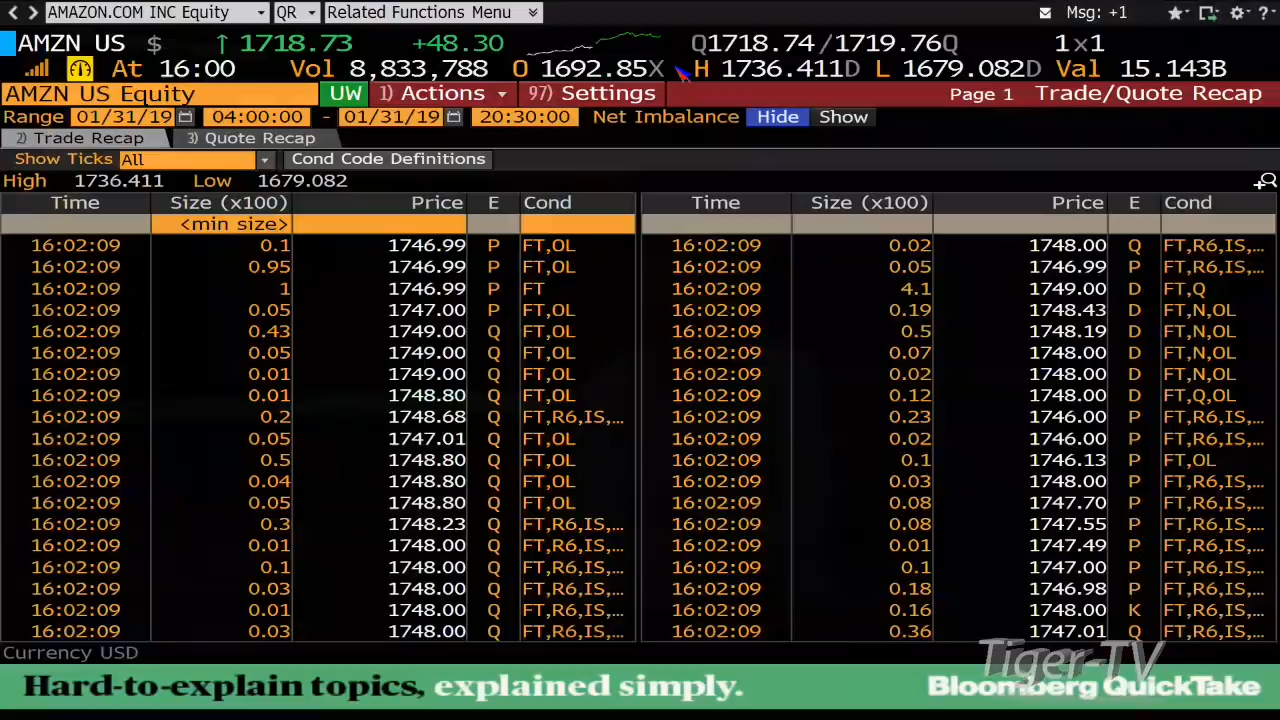 AMAZON.COM INC Equity QR Related Functions Menu Msg: +1
AMZN US $ ↑ 1718.73 +48.30 Q1718.74/1719.76Q 1x1
At 16:00 Vol 8,833,788 O 1692.85X H 1736.411D L 1679.082D Val 15.143B
AMZN US Equity UW 1) Actions 97) Settings Page 1 Trade/Quote Recap
Range 01/31/19 04:00:00 - 01/31/19 20:30:00 Net Imbalance Hide Show
2) Trade Recap 3) Quote Recap
Show Ticks All Cond Code Definitions
High 1736.411 Low 1679.082
Time Size (x100) Price E Cond Time Size (x100) Price E Cond
<min size>
16:02:09 0.1 1746.99 P FT,OL 16:02:09 0.02 1748.00 Q FT,R6,IS,...
16:02:09 0.95 1746.99 P FT,OL 16:02:09 0.05 1746.99 P FT,R6,IS,...
16:02:09 1 1746.99 P FT 16:02:09 4.1 1749.00 D FT,Q
16:02:09 0.05 1747.00 P FT,OL 16:02:09 0.19 1748.43 D FT,N,OL
16:02:09 0.43 1749.00 Q FT,OL 16:02:09 0.5 1748.19 D FT,N,OL
16:02:09 0.05 1749.00 Q FT,OL 16:02:09 0.07 1748.00 D FT,N,OL
16:02:09 0.01 1749.00 Q FT,OL 16:02:09 0.02 1748.00 D FT,N,OL
16:02:09 0.01 1748.80 Q FT,OL 16:02:09 0.12 1748.00 D FT,Q,OL
16:02:09 0.2 1748.68 Q FT,R6,IS,... 16:02:09 0.23 1746.00 P FT,R6,IS,...
16:02:09 0.05 1747.01 Q FT,OL 16:02:09 0.02 1746.00 P FT,R6,IS,...
16:02:09 0.5 1748.80 Q FT,OL 16:02:09 0.1 1746.13 P FT,OL
16:02:09 0.04 1748.80 Q FT,OL 16:02:09 0.03 1748.00 P FT,R6,IS,...
16:02:09 0.05 1748.80 Q FT,OL 16:02:09 0.08 1747.70 P FT,R6,IS,...
16:02:09 0.3 1748.23 Q FT,R6,IS,... 16:02:09 0.08 1747.55 P FT,R6,IS,...
16:02:09 0.01 1748.00 Q FT,R6,IS,... 16:02:09 0.01 1747.49 P FT,R6,IS,...
16:02:09 0.1 1748.00 Q FT,R6,IS,... 16:02:09 0.1 1747.00 P FT,R6,IS,...
16:02:09 0.03 1748.00 Q FT,R6,IS,... 16:02:09 0.18 1746.98 P FT,R6,IS,...
16:02:09 0.01 1748.00 Q FT,R6,IS,... 16:02:09 0.16 1748.00 K FT,R6,IS,...
16:02:09 0.03 1748.00 Q FT,R6,IS,... 16:02:09 0.36 1747.01 Q FT,R6,IS,...
Currency USD
Tiger-TV
Hard-to-explain topics, explained simply. Bloomberg QuickTake